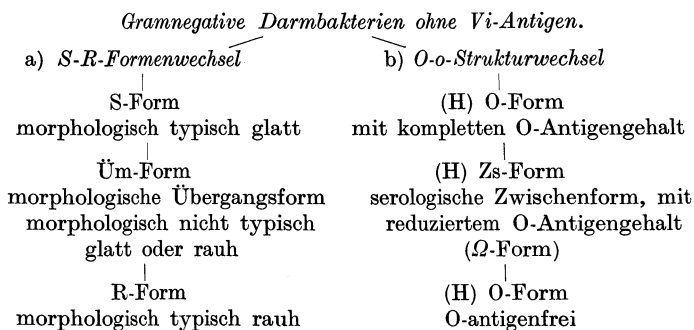 Gramnegative Darmbakterien ohne Vi-Antigen.
a) S-R-Formenwechsel
S-Form
morphologisch typisch glatt
Üm-Form
morphologische Übergangsform
morphologisch nicht typisch
glatt oder rauh
R-Form
morphologisch typisch rauh
b) O-o-Strukturwechsel
(H) O-Form
mit kompletten O-Antigengehalt
(H) Zs-Form
serologische Zwischenform, mit
reduziertem O-Antigengehalt
(Ω-Form)
(H) O-Form
O-antigenfrei